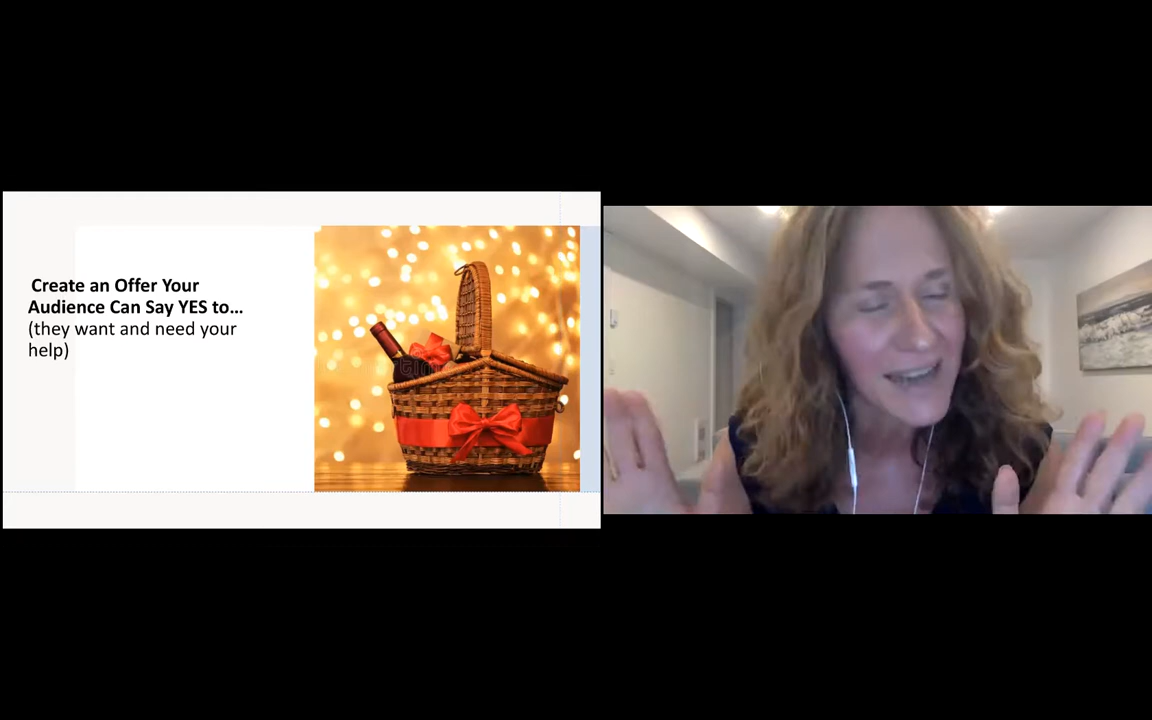 Create an Offer Your
Audience Can Say YES to...
(they want and need your
help)